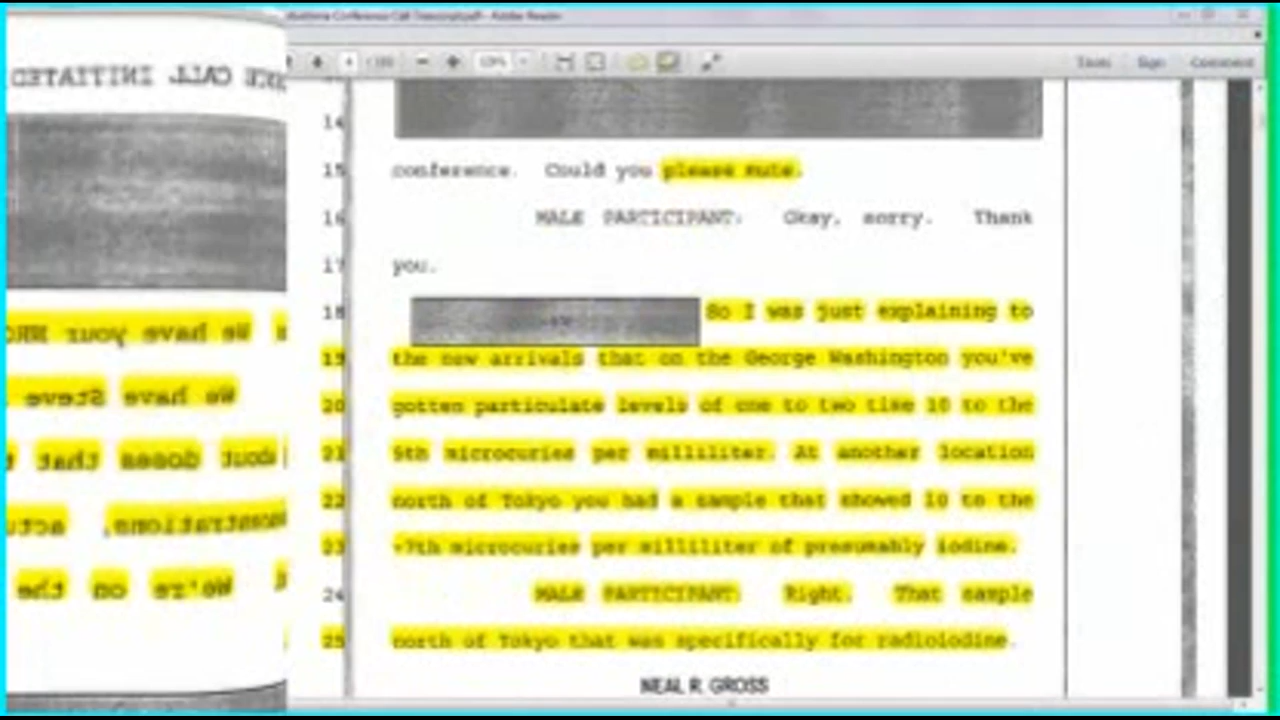 CALL INITIATED
We have your
We have Steve
doses that
We're on the
Conference Call Transcript.pdf - Adobe Reader
Tools Sign Comment
14
15 conference. Could you please mute.
16 MALE PARTICIPANT: Okay, sorry. Thank
17 you.
18 So I was just explaining to
19 the new arrivals that on the George Washington you've
20 gotten particulate levels of one to two time 10 to the
21 9th microcuries per milliliter. At another location
22 north of Tokyo you had a sample that showed 10 to the
23 -7th microcuries per milliliter of presumably iodine.
24 MALE PARTICIPANT: Right. That sample
25 north of Tokyo that was specifically for radioiodine.
NEAL R. GROSS